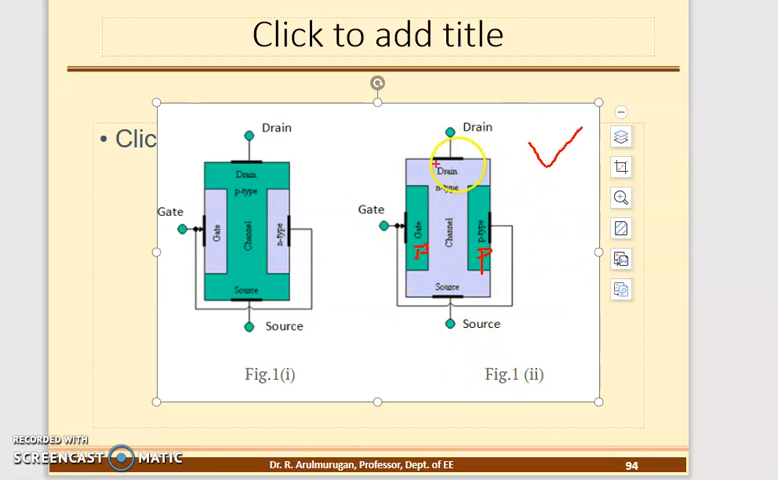 Click to add title
• Clic
Drain
Drain
p-type
Gate
Gate
Channel
n-type
Source
Source
Fig.1(i)
Drain
Drain
n-type
Gate
Gate
Channel
p-type
P
Source
Source
Fig.1 (ii)
RECORDED WITH
SCREENCAST MATIC
Dr. R. Arulmurugan, Professor, Dept. of EE
94